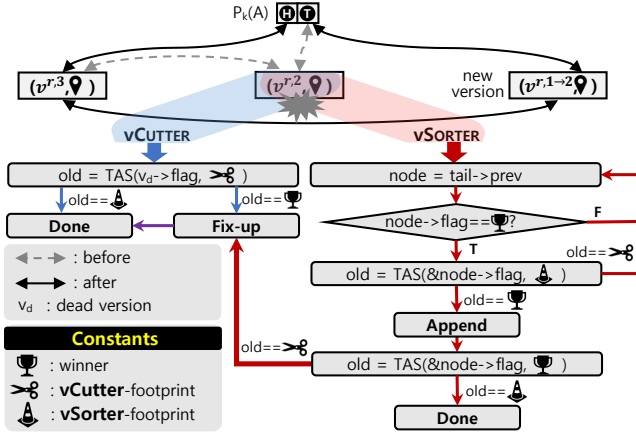 Pk(A)
H T
(v^r,3, )
(v^r,2, )
new
version
(v^r,1→2, )
vCUTTER
vSORTER
old = TAS(vd->flag, )
node = tail->prev
old==
old==
Done
Fix-up
node->flag== ?
F
T
old==
old = TAS(&node->flag, )
old==
Append
old==
old = TAS(&node->flag, )
old==
Done
: before
: after
vd : dead version
Constants
: winner
: vCutter-footprint
: vSorter-footprint